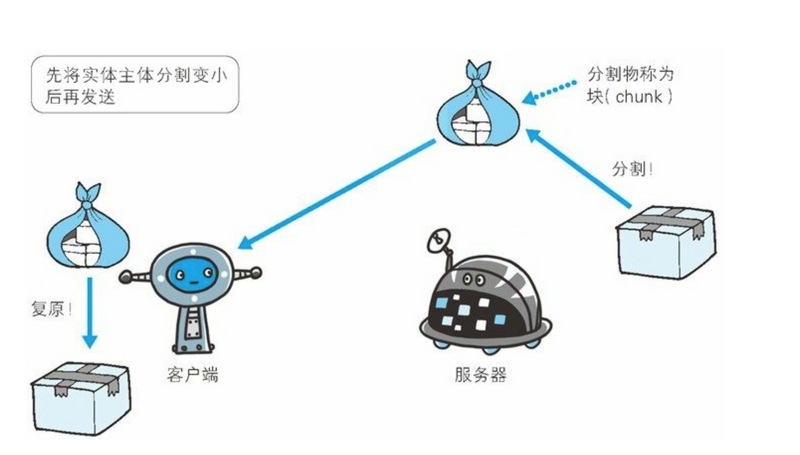 先将实体主体分割变小
后再发送
分割物称为
块( chunk )
分割!
复原!
客户端
服务器